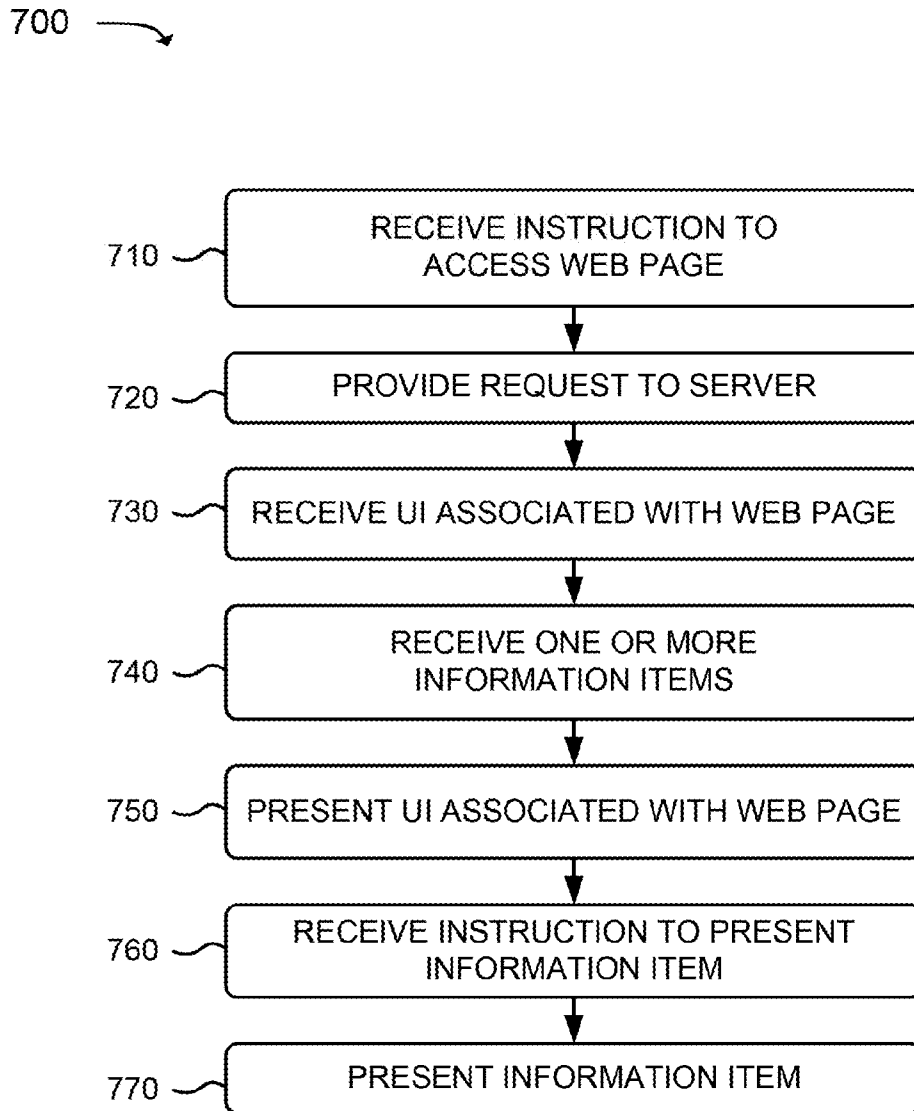 700
710
RECEIVE INSTRUCTION TO
ACCESS WEB PAGE
720
PROVIDE REQUEST TO SERVER
730
RECEIVE UI ASSOCIATED WITH WEB PAGE
740
RECEIVE ONE OR MORE
INFORMATION ITEMS
750
PRESENT UI ASSOCIATED WITH WEB PAGE
760
RECEIVE INSTRUCTION TO PRESENT
INFORMATION ITEM
770
PRESENT INFORMATION ITEM